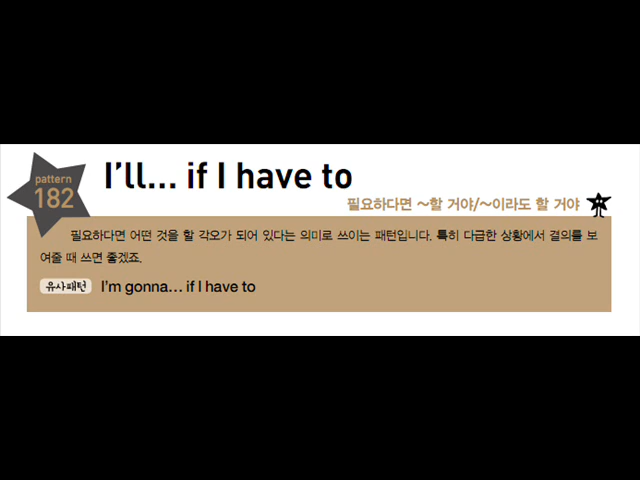 pattern
182
I'll... if I have to
필요하다면 ~할 거야/~이라도 할 거야
필요하다면 어떤 것을 할 각오가 되어 있다는 의미로 쓰이는 패턴입니다. 특히 다급한 상황에서 결의를 보
여줄 때 쓰면 좋겠죠.
유사패턴 I'm gonna... if I have to